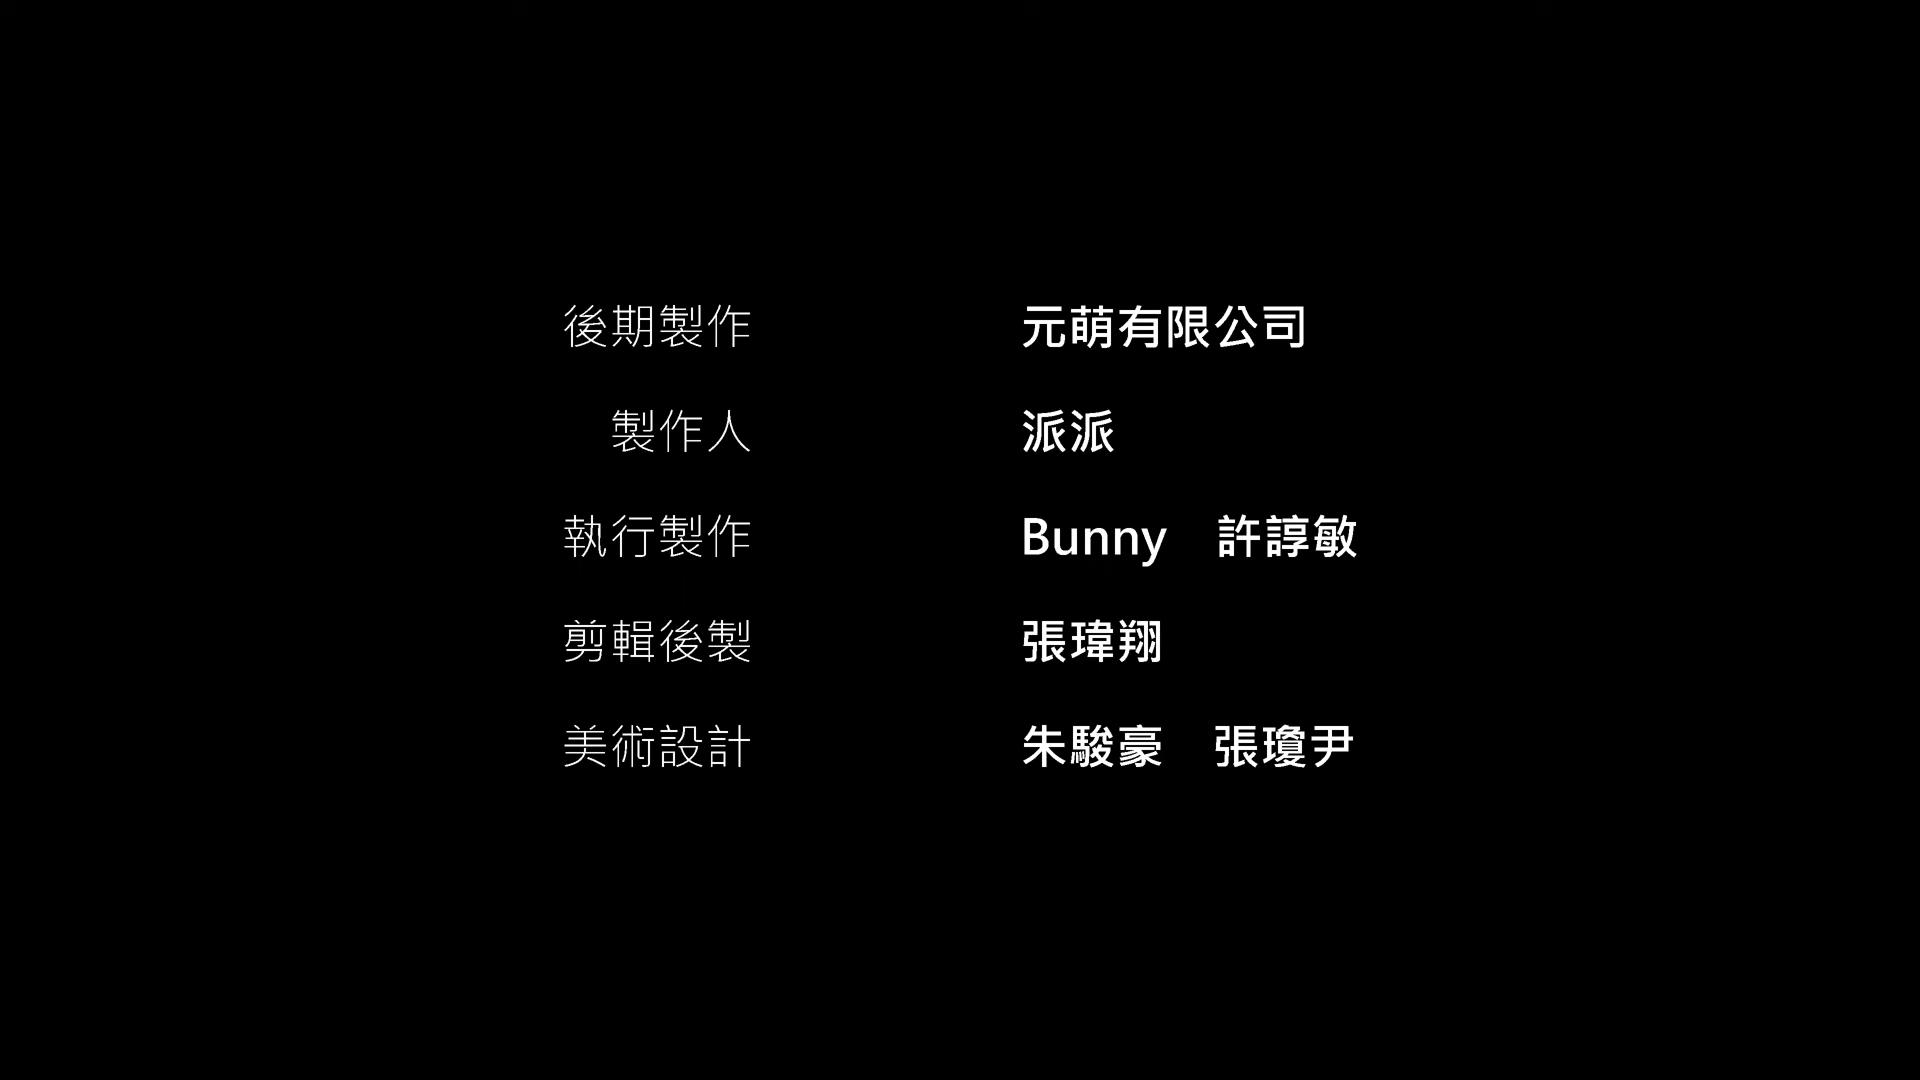 後期製作　元萌有限公司
製作人　派派
執行製作　Bunny　許諄敏
剪輯後製　張瑋翔
美術設計　朱駿豪　張瓊尹